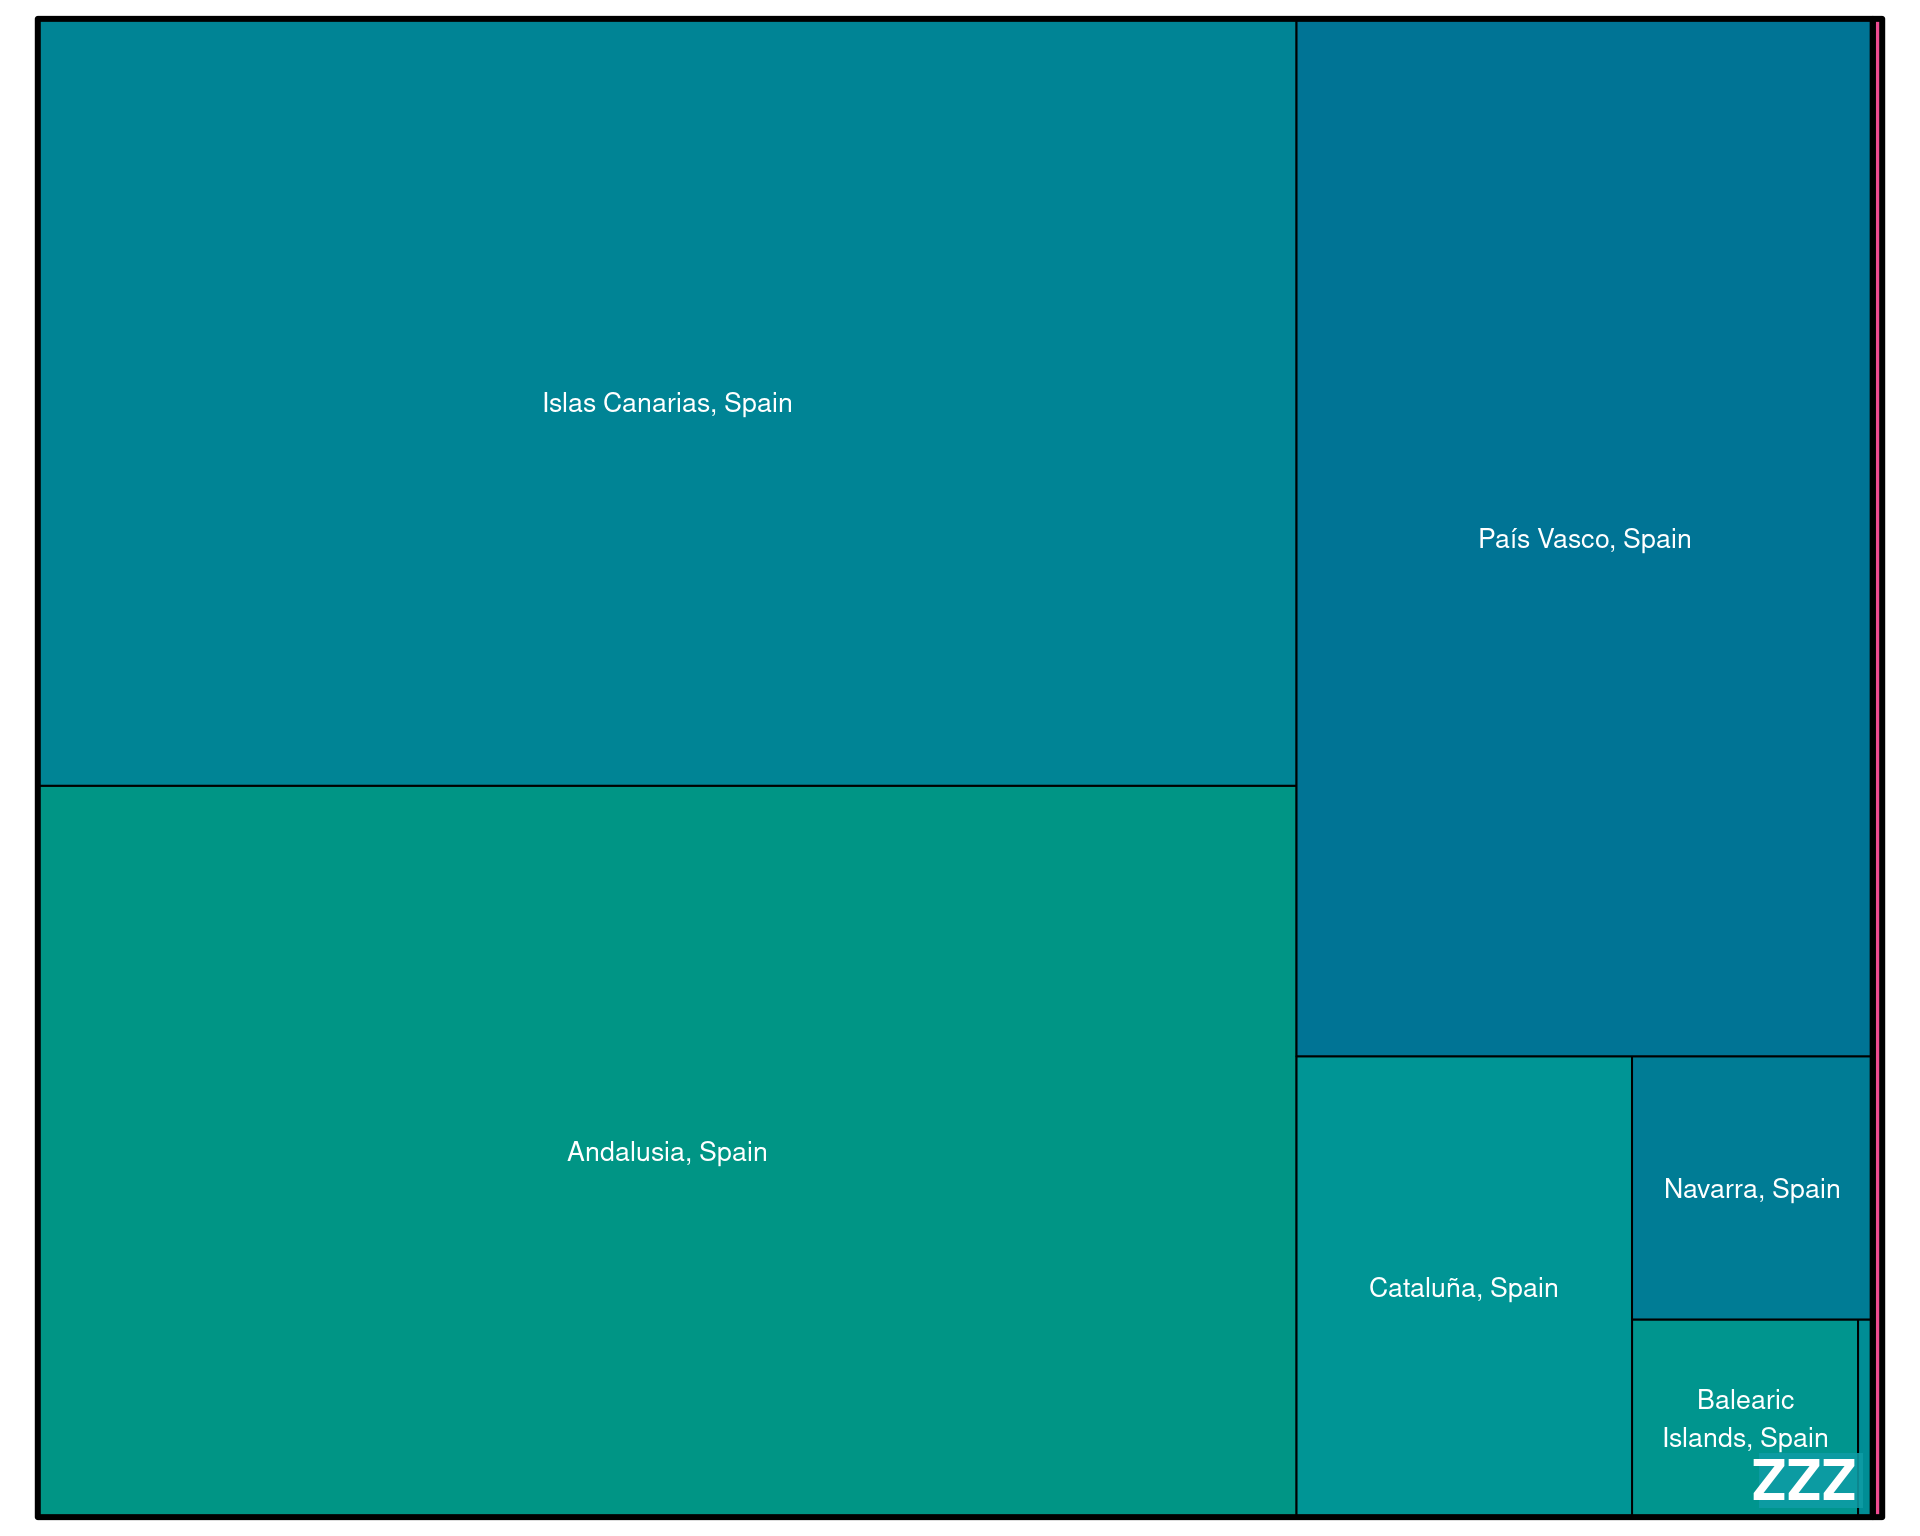 Islas Canarias, Spain
País Vasco, Spain
Andalusia, Spain
Navarra, Spain
Cataluña, Spain
Balearic
Islands, Spain
ZZZ